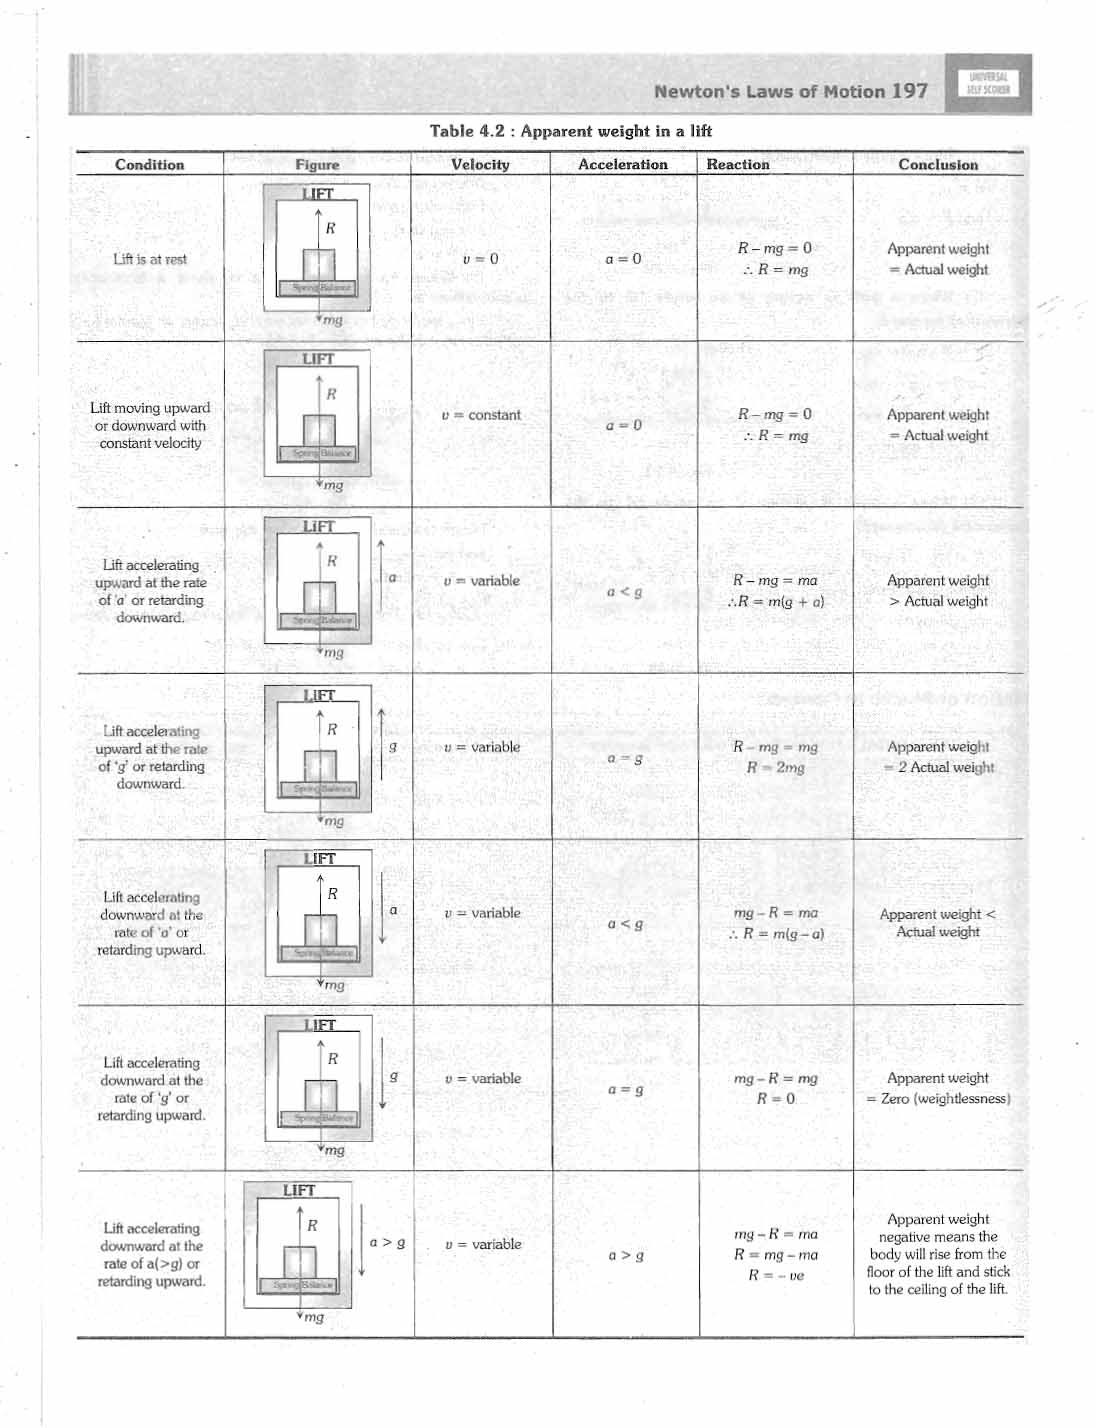 Newton's Laws of Motion 197
UNIVERSAL
SELF SCORER
Table 4.2 : Apparent weight in a lift
Condition Figure Velocity Acceleration Reaction Conclusion
LIFT
R
Lift is at rest
Spring Balance
mg
v = 0
a = 0
R – mg = 0
∴ R = mg
Apparent weight
= Actual weight
LIFT
R
Lift moving upward
or downward with
constant velocity
Spring Balance
mg
v = constant
a = 0
R – mg = 0
∴ R = mg
Apparent weight
= Actual weight
LIFT
R
a
Lift accelerating
upward at the rate
of 'a' or retarding
downward.
Spring Balance
mg
v = variable
a < g
R – mg = ma
∴R = m(g + a)
Apparent weight
> Actual weight
LIFT
R
g
Lift accelerating
upward at the rate
of 'g' or retarding
downward.
Spring Balance
mg
v = variable
a = g
R – mg = mg
R = 2mg
Apparent weight
= 2 Actual weight
LIFT
R
a
Lift accelerating
downward at the
rate of 'a' or
retarding upward.
Spring Balance
mg
v = variable
a < g
mg – R = ma
∴ R = m(g – a)
Apparent weight <
Actual weight
LIFT
R
g
Lift accelerating
downward at the
rate of 'g' or
retarding upward.
Spring Balance
mg
v = variable
a = g
mg – R = mg
R = 0
Apparent weight
= Zero (weightlessness)
LIFT
R
a > g
Lift accelerating
downward at the
rate of a(>g) or
retarding upward.
Spring Balance
mg
v = variable
a > g
mg – R = ma
R = mg – ma
R = – ve
Apparent weight
negative means the
body will rise from the
floor of the lift and stick
to the ceiling of the lift.